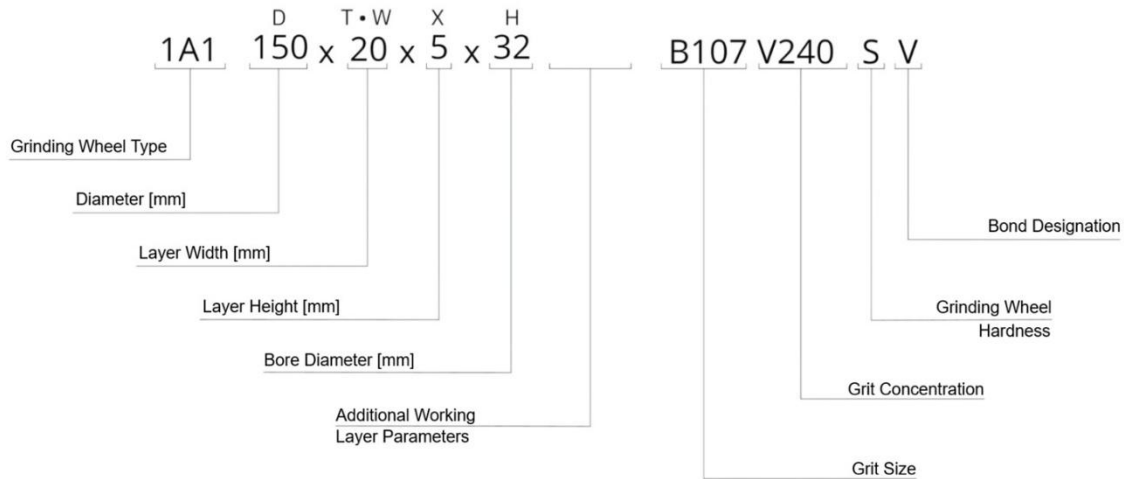 D T • W X H
1A1 150 x 20 x 5 x 32 B107 V240 S V
Grinding Wheel Type
Diameter [mm]
Bond Designation
Layer Width [mm]
Layer Height [mm]
Grinding Wheel
Hardness
Bore Diameter [mm]
Grit Concentration
Additional Working
Layer Parameters
Grit Size